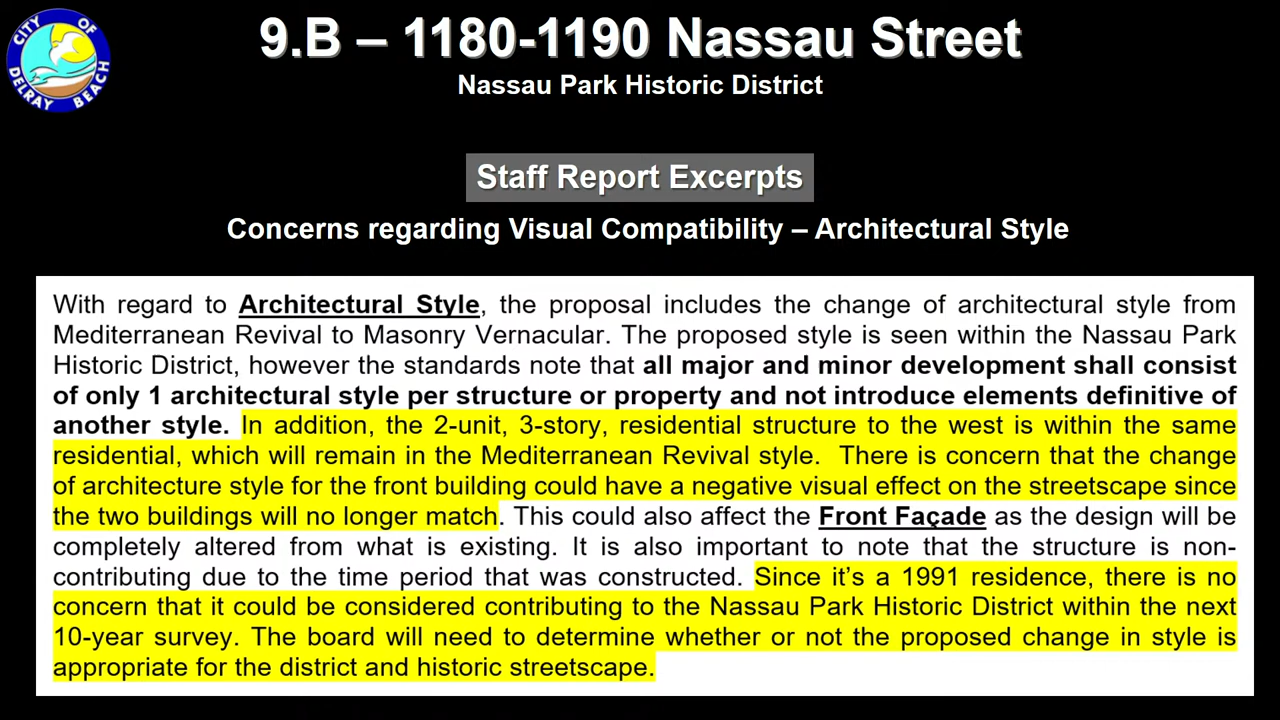 CITY OF
DELRAY BEACH
9.B – 1180-1190 Nassau Street
Nassau Park Historic District
Staff Report Excerpts
Concerns regarding Visual Compatibility – Architectural Style
With regard to Architectural Style, the proposal includes the change of architectural style from
Mediterranean Revival to Masonry Vernacular. The proposed style is seen within the Nassau Park
Historic District, however the standards note that all major and minor development shall consist
of only 1 architectural style per structure or property and not introduce elements definitive of
another style. In addition, the 2-unit, 3-story, residential structure to the west is within the same
residential, which will remain in the Mediterranean Revival style. There is concern that the change
of architecture style for the front building could have a negative visual effect on the streetscape since
the two buildings will no longer match. This could also affect the Front Façade as the design will be
completely altered from what is existing. It is also important to note that the structure is non-
contributing due to the time period that was constructed. Since it's a 1991 residence, there is no
concern that it could be considered contributing to the Nassau Park Historic District within the next
10-year survey. The board will need to determine whether or not the proposed change in style is
appropriate for the district and historic streetscape.